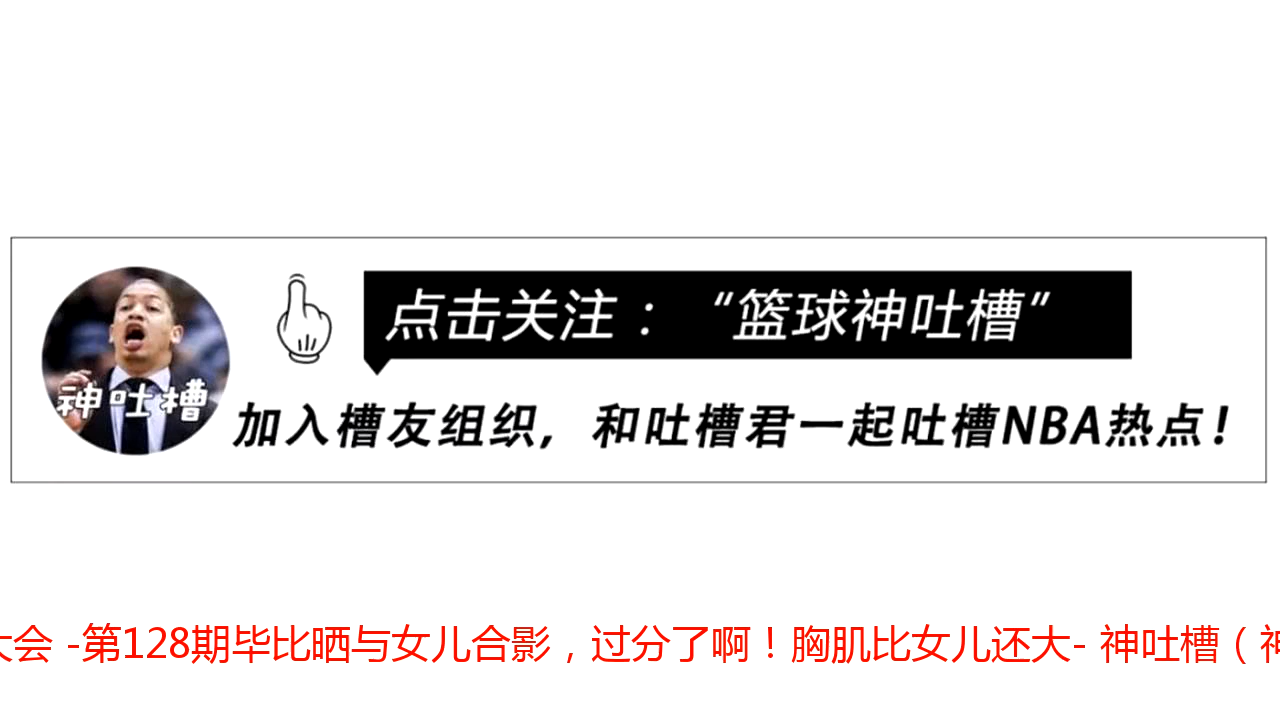 点击关注：“篮球神吐槽”
神吐槽
加入槽友组织，和吐槽君一起吐槽NBA热点！
大会 -第128期毕比晒与女儿合影，过分了啊！胸肌比女儿还大- 神吐槽（神